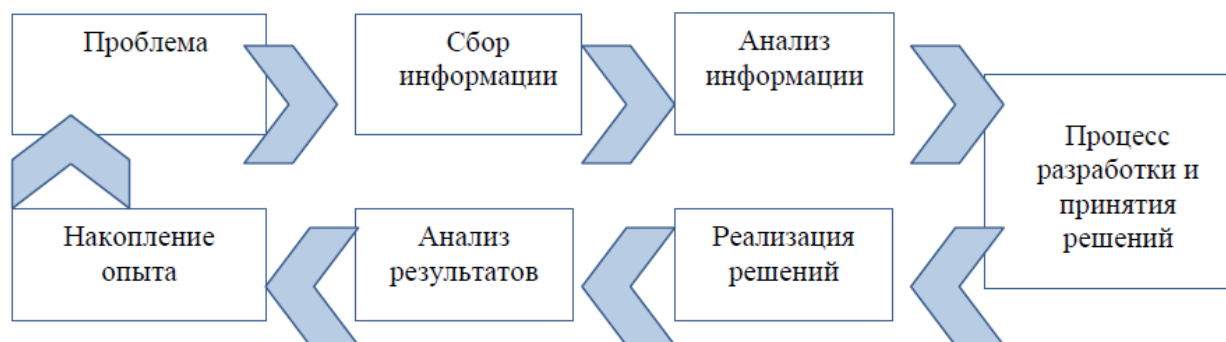 Проблема
Сбор
информации
Анализ
информации
Процесс
разработки и
принятия
решений
Реализация
решений
Анализ
результатов
Накопление
опыта